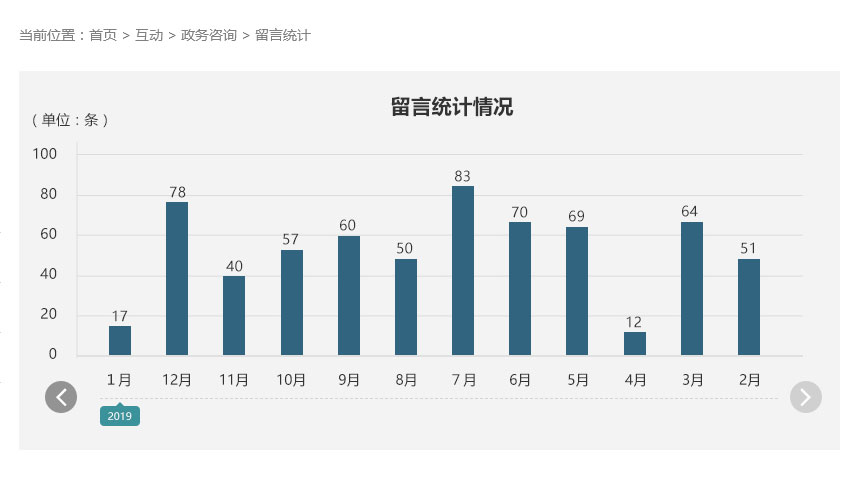 当前位置：首页 > 互动 > 政务咨询 > 留言统计
留言统计情况
（单位：条）
100
80
60
40
20
0
17
78
40
57
60
50
83
70
69
12
64
51
1月
12月
11月
10月
9月
8月
7月
6月
5月
4月
3月
2月
2019